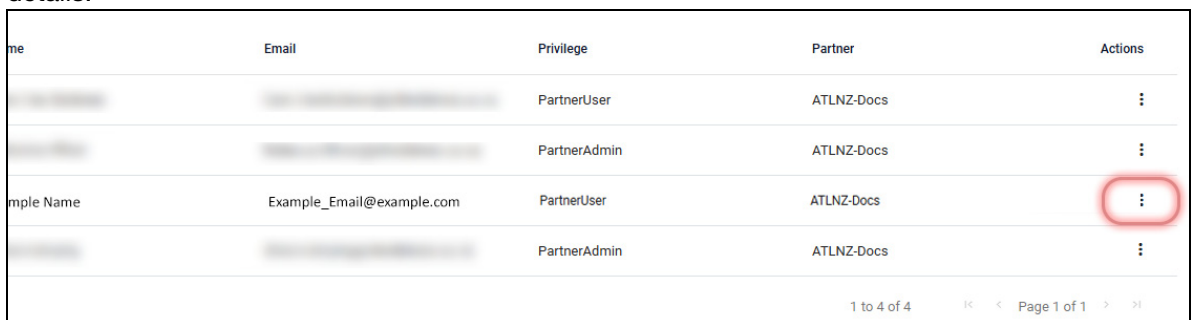 details.
me Email Privilege Partner Actions
PartnerUser ATLNZ-Docs
PartnerAdmin ATLNZ-Docs
mple Name Example_Email@example.com PartnerUser ATLNZ-Docs
PartnerAdmin ATLNZ-Docs
1 to 4 of 4 Page 1 of 1